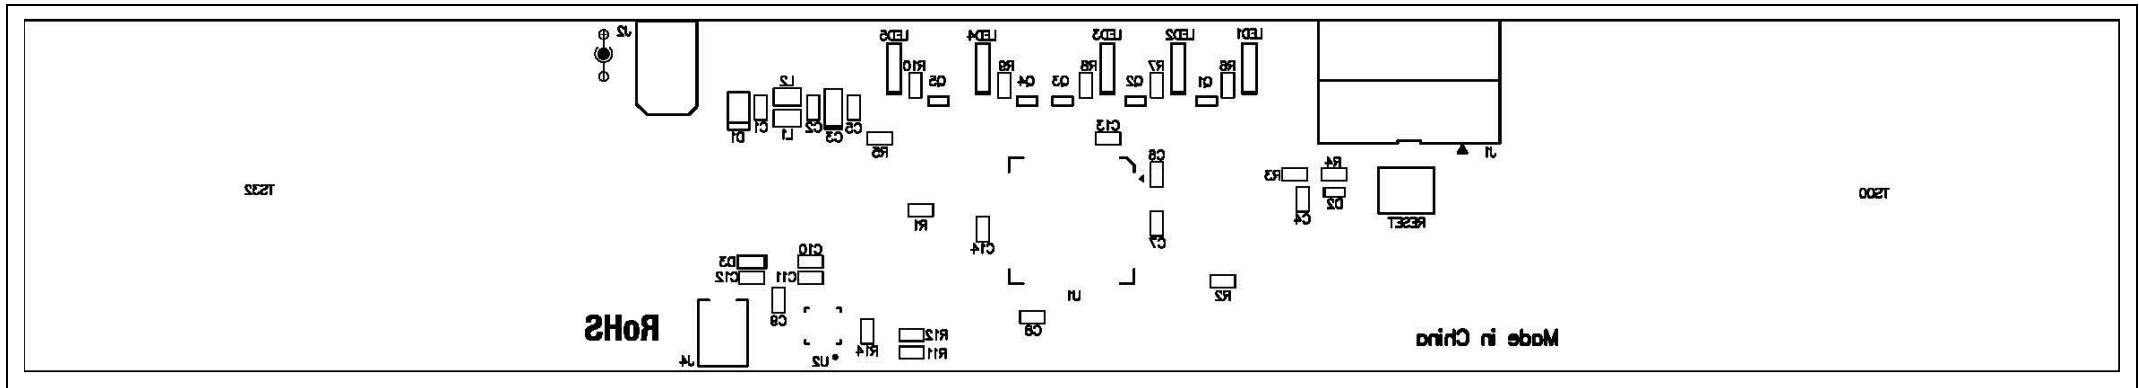 J2
LED5
LED4
LED3
LED2
LED1
R10
Q5
R9
Q4
Q3
R8
Q2
R7
Q1
R6
L2
D1
C1
L1
C2
C3
C5
R5
C13
C6
J1
R3
R4
TS32
TS00
R1
C14
C7
C4
D2
RESET
D3
C10
C12
C11
U1
R2
C9
C8
RoHS
R14
R12
R11
J4
U2
Made in China